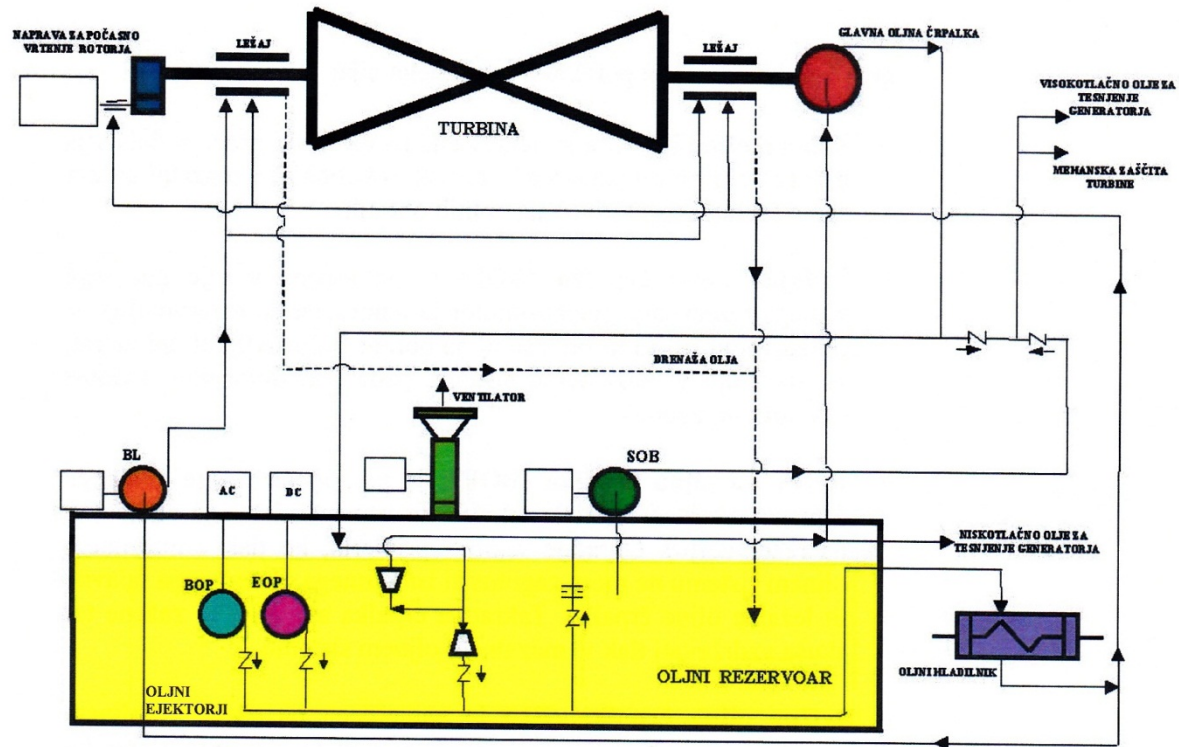 NAPRAVA ZA POČASNO
VRTENJE ROTORJA
LEŽAJ
LEŽAJ
GLAVNA OLJNA ČRPALKA
VISOKOTLAČNO OLJE ZA
TESNJENJE
GENERATORJA
MEHANSKA ZAŠČITA
TURBINE
TURBINA
DRENAŽA OLJA
VENTILATOR
BL
AC
DC
SOB
NISKOTLAČNO OLJE ZA
TESNJENJE GENERATORJA
BOP
EOP
OLJNI
EJEKTORJI
OLJNI REZERVOAR
OLJNI HLADILNIK